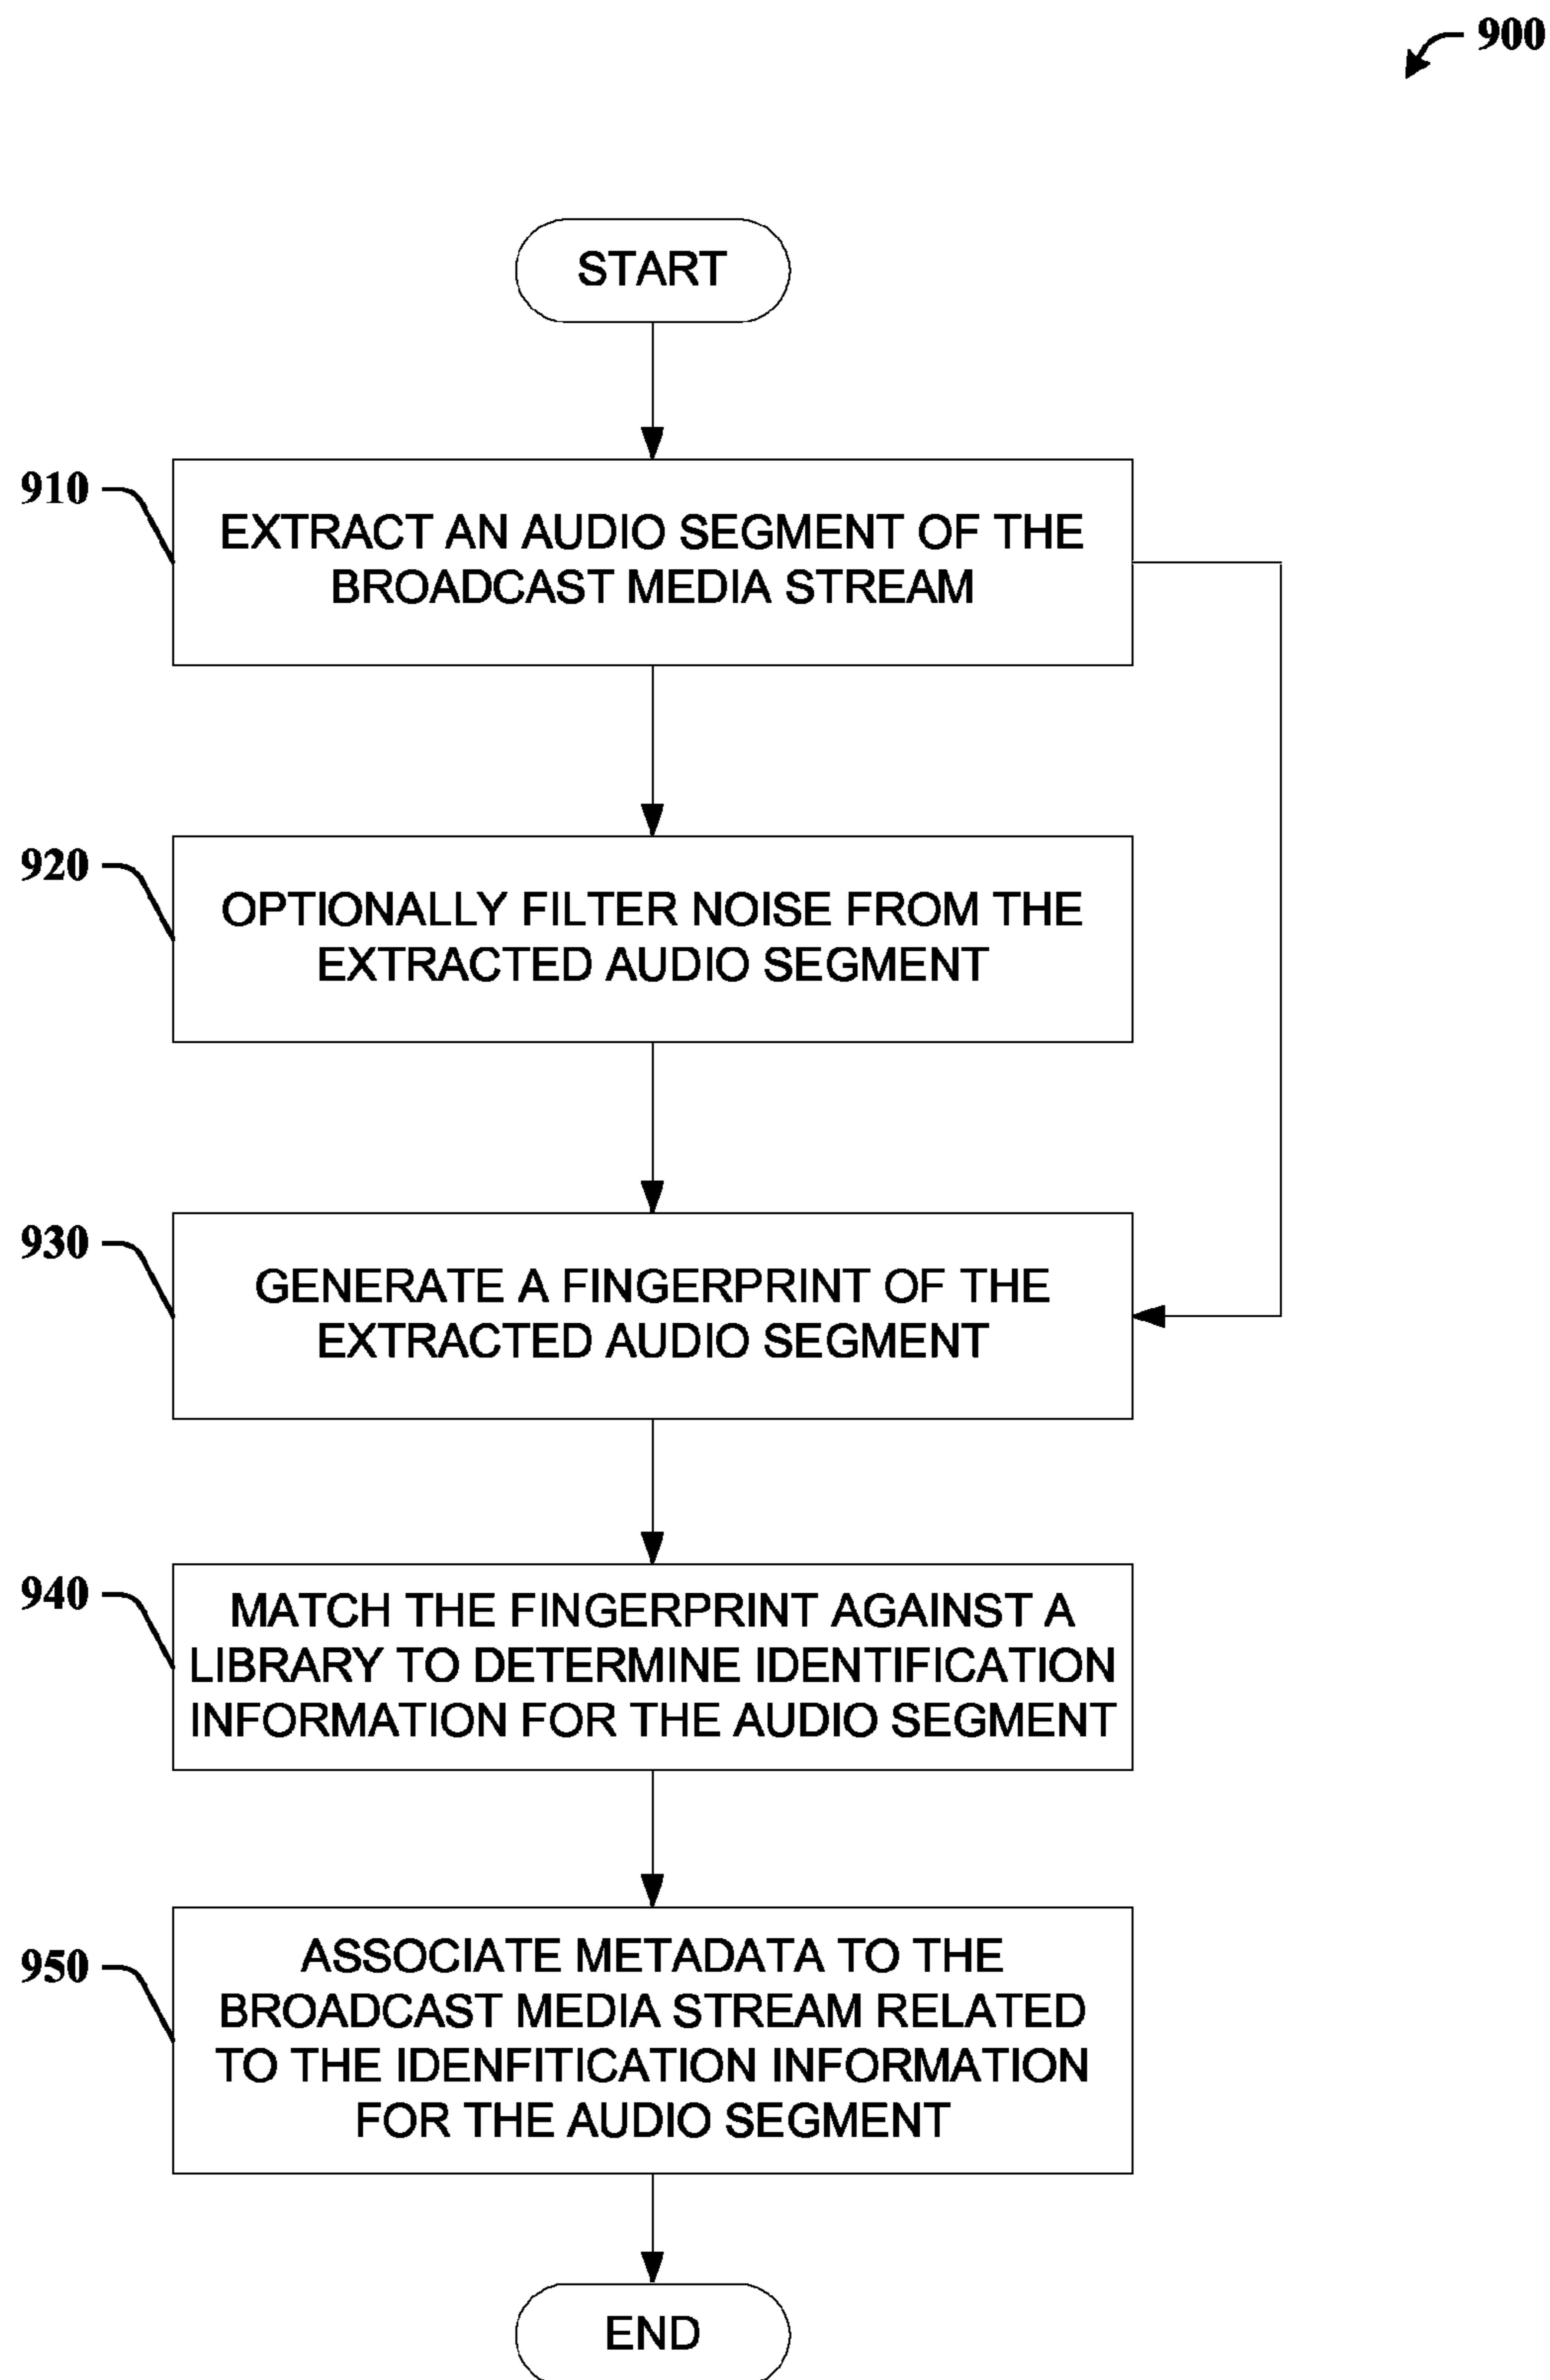 900
START
910
EXTRACT AN AUDIO SEGMENT OF THE
BROADCAST MEDIA STREAM
920
OPTIONALLY FILTER NOISE FROM THE
EXTRACTED AUDIO SEGMENT
930
GENERATE A FINGERPRINT OF THE
EXTRACTED AUDIO SEGMENT
940
MATCH THE FINGERPRINT AGAINST A
LIBRARY TO DETERMINE IDENTIFICATION
INFORMATION FOR THE AUDIO SEGMENT
950
ASSOCIATE METADATA TO THE
BROADCAST MEDIA STREAM RELATED
TO THE IDENFITICATION INFORMATION
FOR THE AUDIO SEGMENT
END